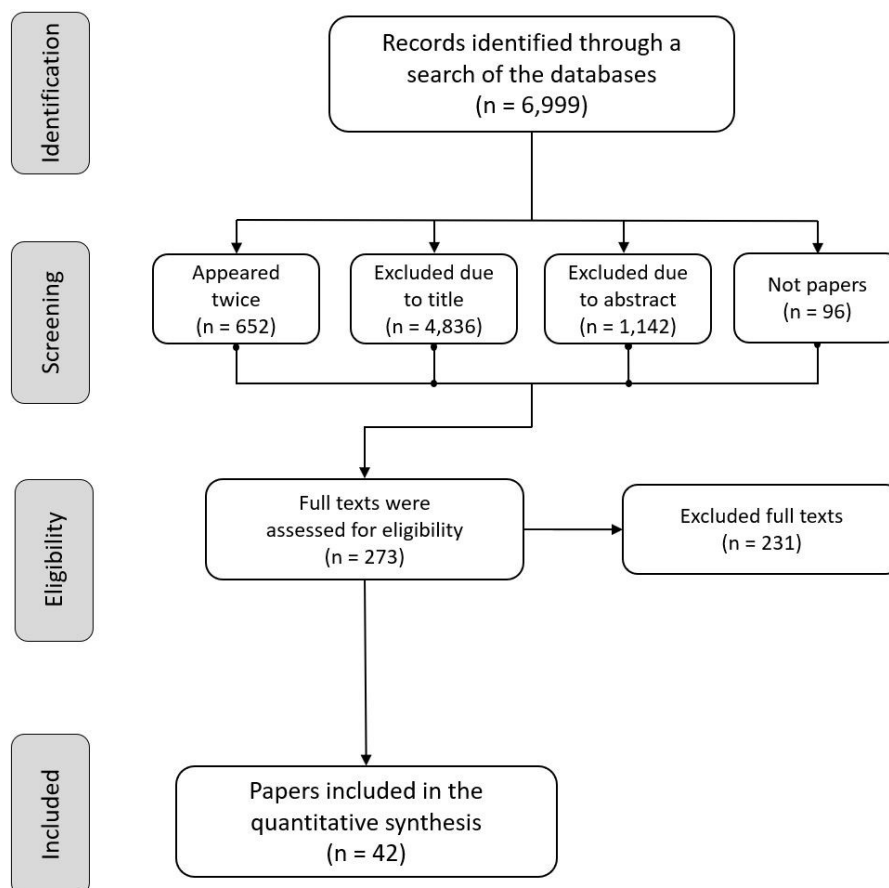 Identification
Records identified through a
search of the databases
(n = 6,999)
Screening
Appeared
twice
(n = 652)
Excluded due
to title
(n = 4,836)
Excluded due
to abstract
(n = 1,142)
Not papers
(n = 96)
Eligibility
Full texts were
assessed for eligibility
(n = 273)
Excluded full texts
(n = 231)
Included
Papers included in the
quantitative synthesis
(n = 42)